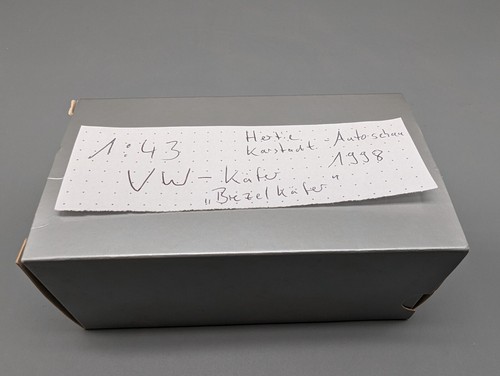 1:43
Hertie
Karstadt - Autoschau
1998
VW - Käfer
„Brezelkäfer"